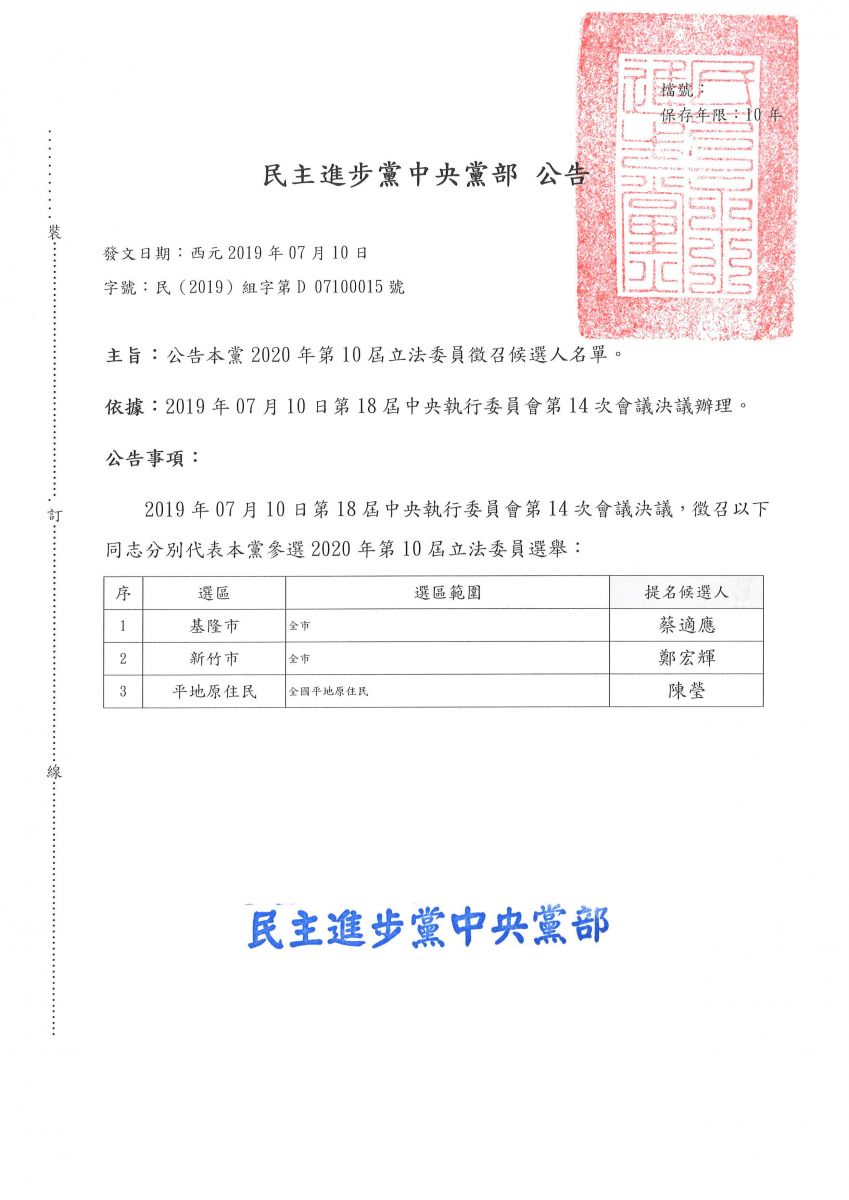 檔號：
保存年限：10 年
民主進步黨中央黨部 公告
發文日期：西元 2019 年 07 月 10 日
字號：民（2019）組字第 D 07100015 號
主旨：公告本黨 2020 年第 10 屆立法委員徵召候選人名單。
依據：2019 年 07 月 10 日第 18 屆中央執行委員會第 14 次會議決議辦理。
公告事項：
2019 年 07 月 10 日第 18 屆中央執行委員會第 14 次會議決議，徵召以下
同志分別代表本黨參選 2020 年第 10 屆立法委員選舉：
序 選區 選區範圍 提名候選人
1 基隆市 全市 蔡適應
2 新竹市 全市 鄭宏輝
3 平地原住民 全國平地原住民 陳瑩
民主進步黨中央黨部
裝
訂
線